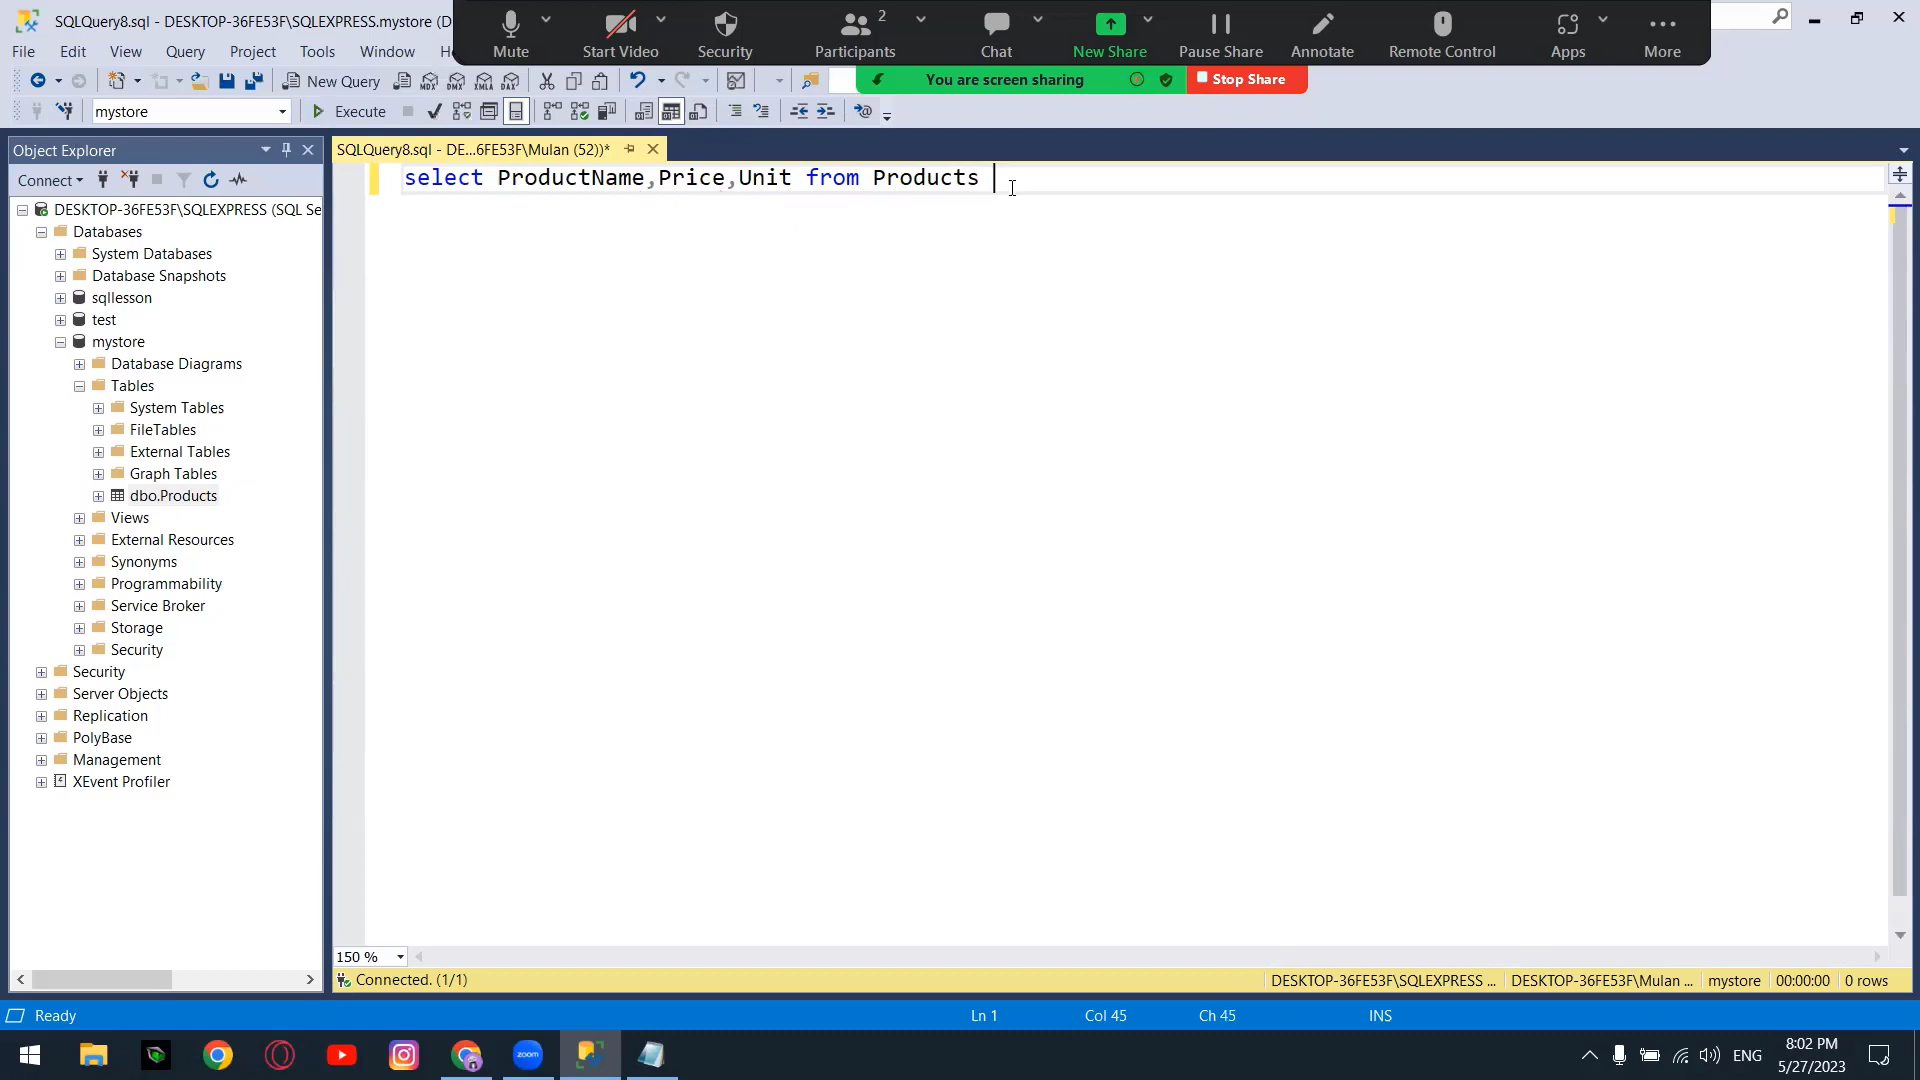 SQLQuery8.sql - DESKTOP-36FE53F\SQLEXPRESS.mystore (D
Mute
Start Video
Security
Participants
2
Chat
New Share
Pause Share
Annotate
Remote Control
Apps
More
File Edit View Query Project Tools Window
You are screen sharing
Stop Share
New Query
MDX
DMX
XMLA
DAX
mystore
Execute
Object Explorer
Connect
DESKTOP-36FE53F\SQLEXPRESS (SQL Se
Databases
System Databases
Database Snapshots
sqllesson
test
mystore
Database Diagrams
Tables
System Tables
FileTables
External Tables
Graph Tables
dbo.Products
Views
External Resources
Synonyms
Programmability
Service Broker
Storage
Security
Security
Server Objects
Replication
PolyBase
Management
XEvent Profiler
SQLQuery8.sql - DE...6FE53F\Mulan (52))*
select ProductName,Price,Unit from Products
150 %
Connected. (1/1)
DESKTOP-36FE53F\SQLEXPRESS ...
DESKTOP-36FE53F\Mulan ...
mystore
00:00:00
0 rows
Ready
Ln 1
Col 45
Ch 45
INS
zoom
ENG
8:02 PM
5/27/2023